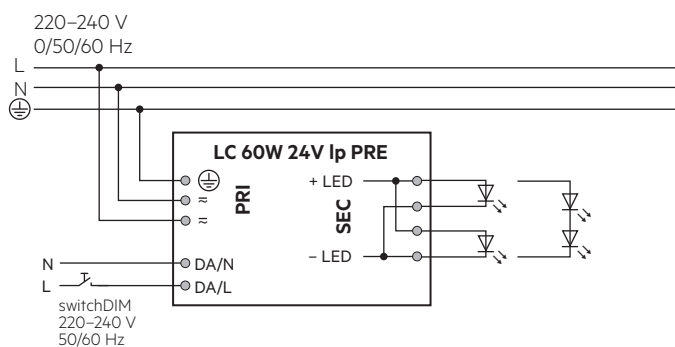 220–240 V
0/50/60 Hz
L
N
LC 60W 24V lp PRE
PRI
SEC
+ LED
≂
≂
– LED
N
DA/N
L
DA/L
switchDIM
220–240 V
50/60 Hz